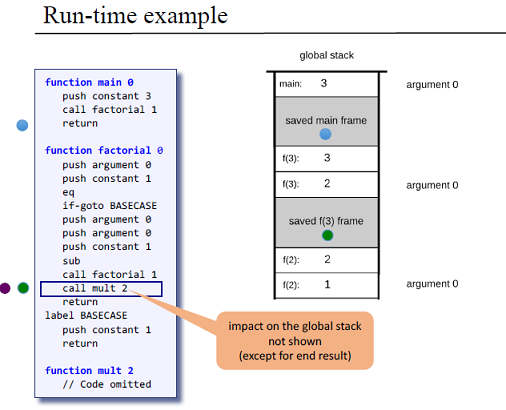 Run-time example
function main 0
push constant 3
call factorial 1
return
function factorial 0
push argument 0
push constant 1
eq
if-goto BASECASE
push argument 0
push argument 0
push constant 1
sub
call factorial 1
call mult 2
return
label BASECASE
push constant 1
return
function mult 2
// Code omitted
global stack
main: 3 argument 0
saved main frame
f(3): 3
f(3): 2 argument 0
saved f(3) frame
f(2): 2
f(2): 1 argument 0
impact on the global stack
not shown
(except for end result)